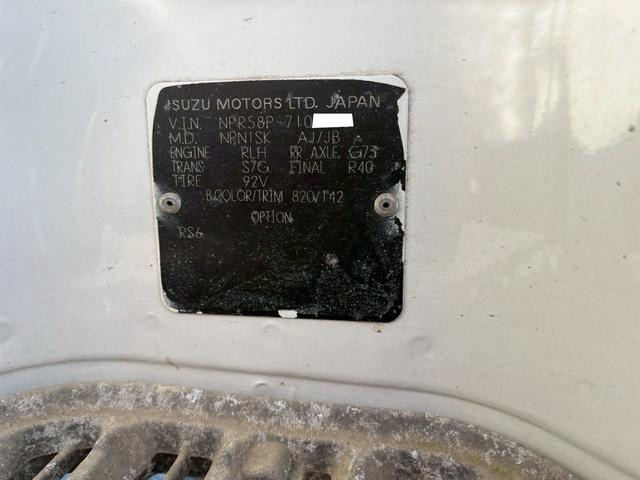 ISUZU MOTORS LTD. JAPAN
V.I.N. NPR58P-710
M.D. NPN1SK AJ/JB
ENGINE RLH RR AXLE G73
TRANS S7G FINAL R40
TIRE 92V
B.COLOR/TRIM 820/142
OPTION
RS6